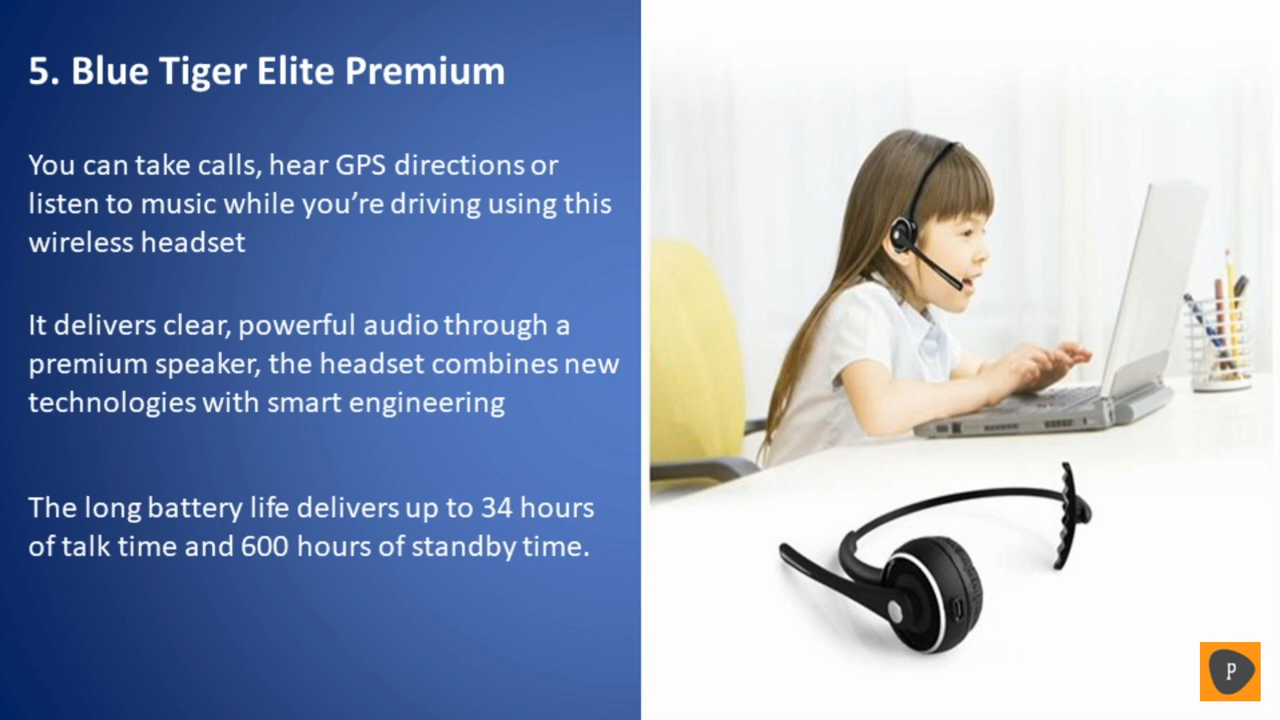 5. Blue Tiger Elite Premium
You can take calls, hear GPS directions or
listen to music while you’re driving using this
wireless headset
It delivers clear, powerful audio through a
premium speaker, the headset combines new
technologies with smart engineering
The long battery life delivers up to 34 hours
of talk time and 600 hours of standby time.
P